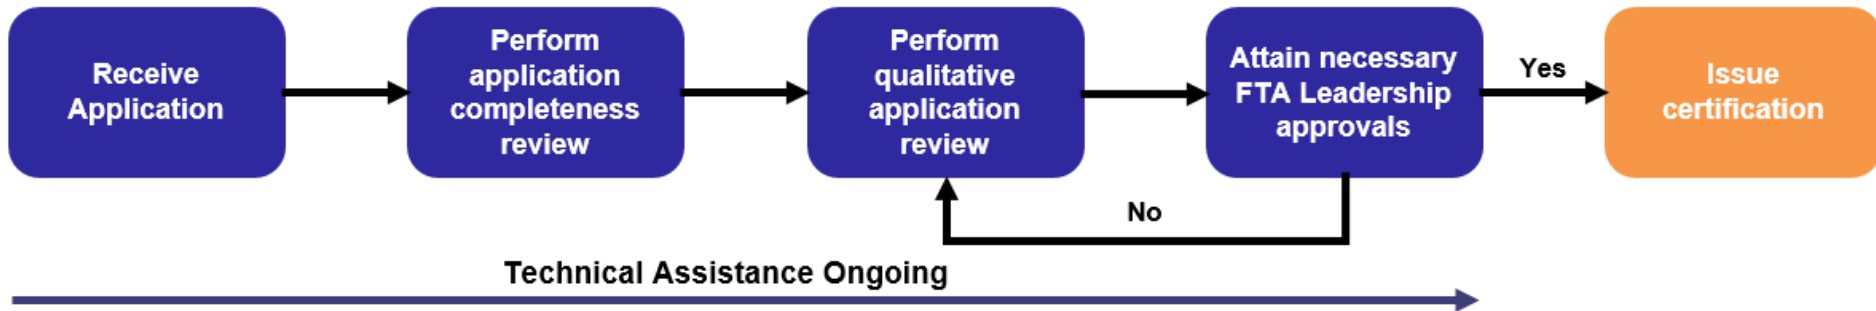 Receive
Application
Perform
application
completeness
review
Perform
qualitative
application
review
Attain necessary
FTA Leadership
approvals
Yes
Issue
certification
No
Technical Assistance Ongoing